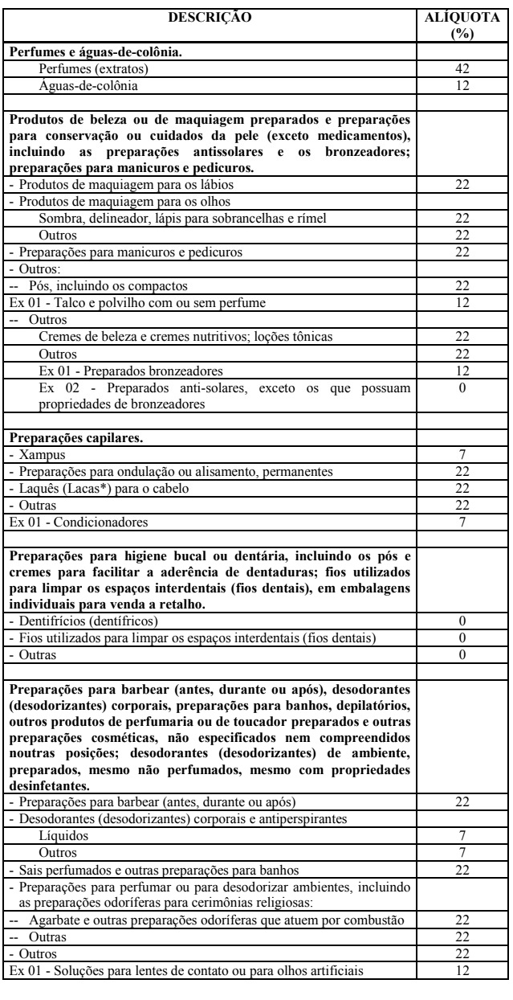 DESCRIÇÃO ALÍQUOTA
(%)
Perfumes e águas-de-colônia.
Perfumes (extratos) 42
Águas-de-colônia 12
Produtos de beleza ou de maquiagem preparados e preparações
para conservação ou cuidados da pele (exceto medicamentos),
incluindo as preparações antissolares e os bronzeadores;
preparações para manicuros e pedicuros.
- Produtos de maquiagem para os lábios 22
- Produtos de maquiagem para os olhos
Sombra, delineador, lápis para sobrancelhas e rímel 22
Outros 22
- Preparações para manicuros e pedicuros 22
- Outros:
-- Pós, incluindo os compactos 22
Ex 01 - Talco e polvilho com ou sem perfume 12
-- Outros
Cremes de beleza e cremes nutritivos; loções tônicas 22
Outros 22
Ex 01 - Preparados bronzeadores 12
Ex 02 - Preparados anti-solares, exceto os que possuam 0
propriedades de bronzeadores
Preparações capilares.
- Xampus 7
- Preparações para ondulação ou alisamento, permanentes 22
- Laquês (Lacas*) para o cabelo 22
- Outras 22
Ex 01 - Condicionadores 7
Preparações para higiene bucal ou dentária, incluindo os pós e
cremes para facilitar a aderência de dentaduras; fios utilizados
para limpar os espaços interdentais (fios dentais), em embalagens
individuais para venda a retalho.
- Dentifrícios (dentífricos) 0
- Fios utilizados para limpar os espaços interdentais (fios dentais) 0
- Outras 0
Preparações para barbear (antes, durante ou após), desodorantes
(desodorizantes) corporais, preparações para banhos, depilatórios,
outros produtos de perfumaria ou de toucador preparados e outras
preparações cosméticas, não especificados nem compreendidos
noutras posições; desodorantes (desodorizantes) de ambiente,
preparados, mesmo não perfumados, mesmo com propriedades
desinfetantes.
- Preparações para barbear (antes, durante ou após) 22
- Desodorantes (desodorizantes) corporais e antiperspirantes
Líquidos 7
Outros 7
- Sais perfumados e outras preparações para banhos 22
- Preparações para perfumar ou para desodorizar ambientes, incluindo
as preparações odoríferas para cerimônias religiosas:
-- Agarbate e outras preparações odoríferas que atuem por combustão 22
-- Outras 22
- Outros 22
Ex 01 - Soluções para lentes de contato ou para olhos artificiais 12